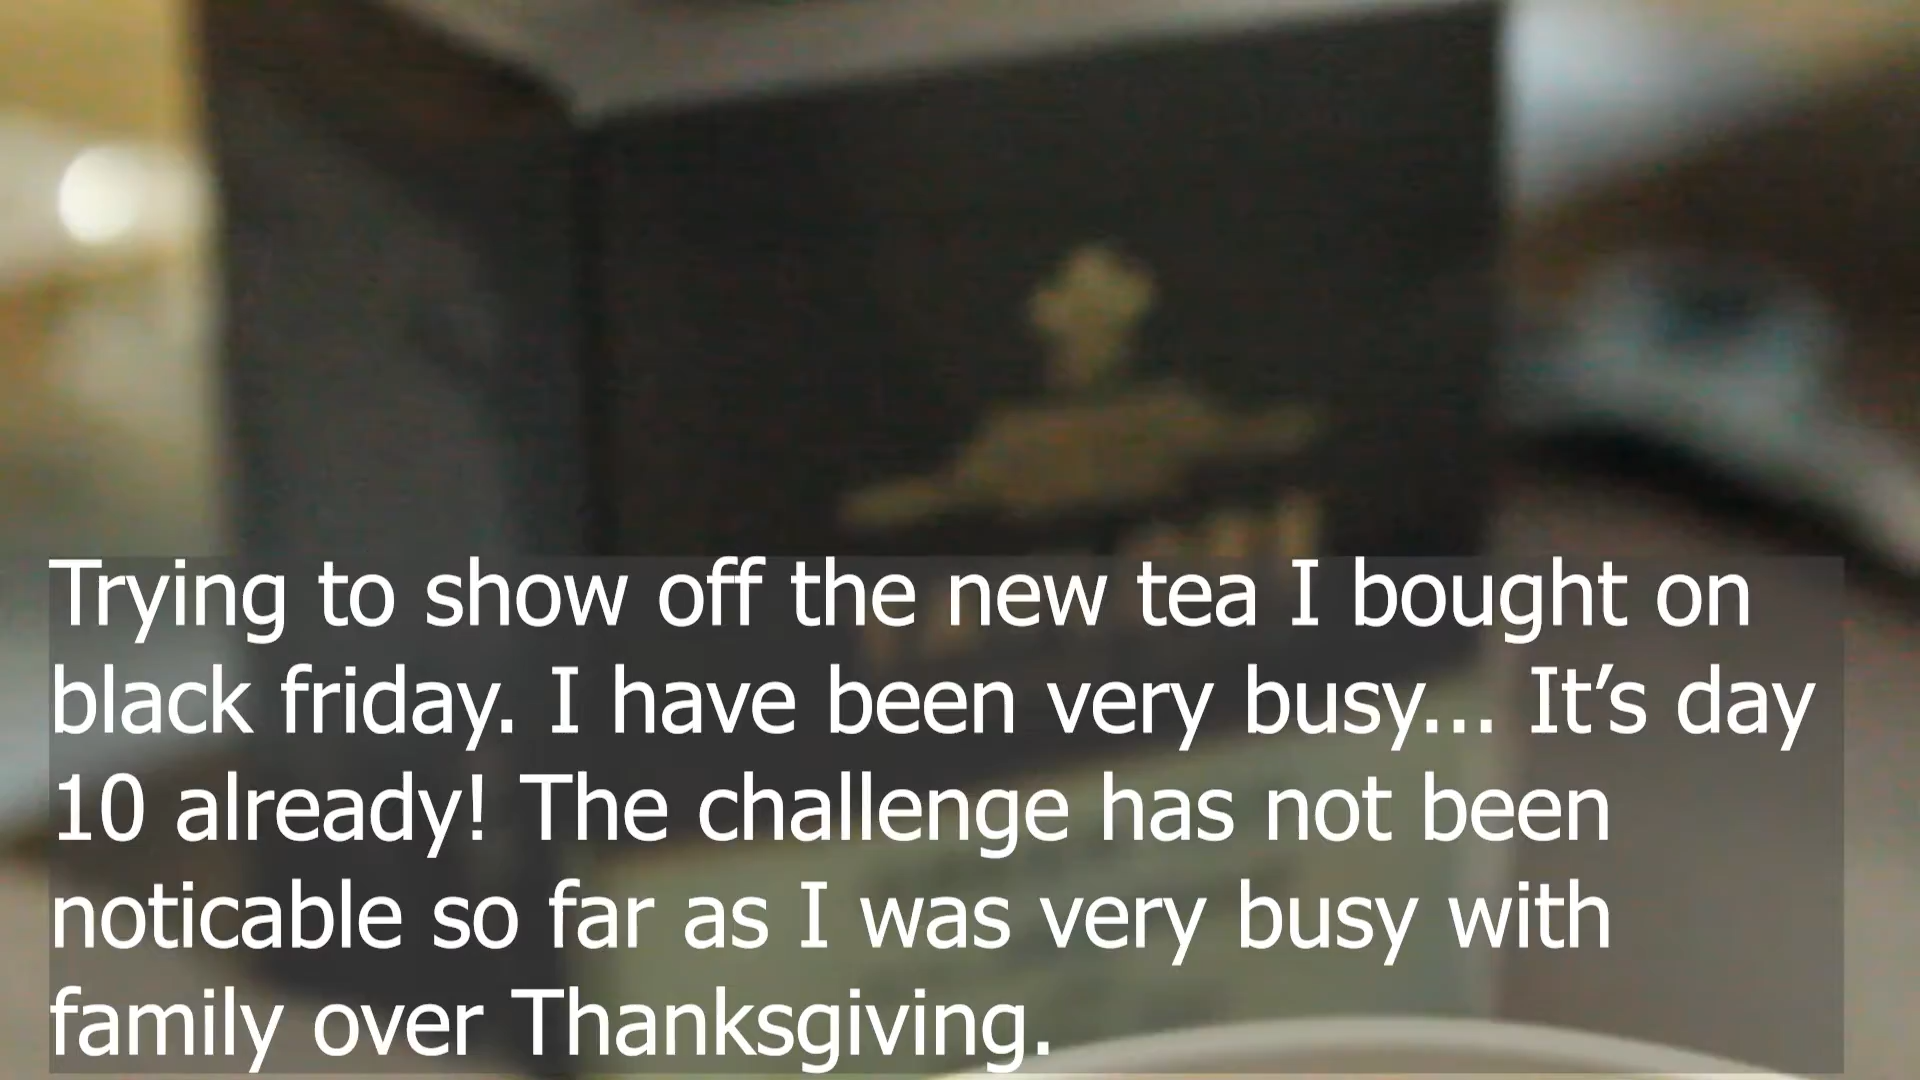 Trying to show off the new tea I bought on
black friday. I have been very busy... It’s day
10 already! The challenge has not been
noticable so far as I was very busy with
family over Thanksgiving.